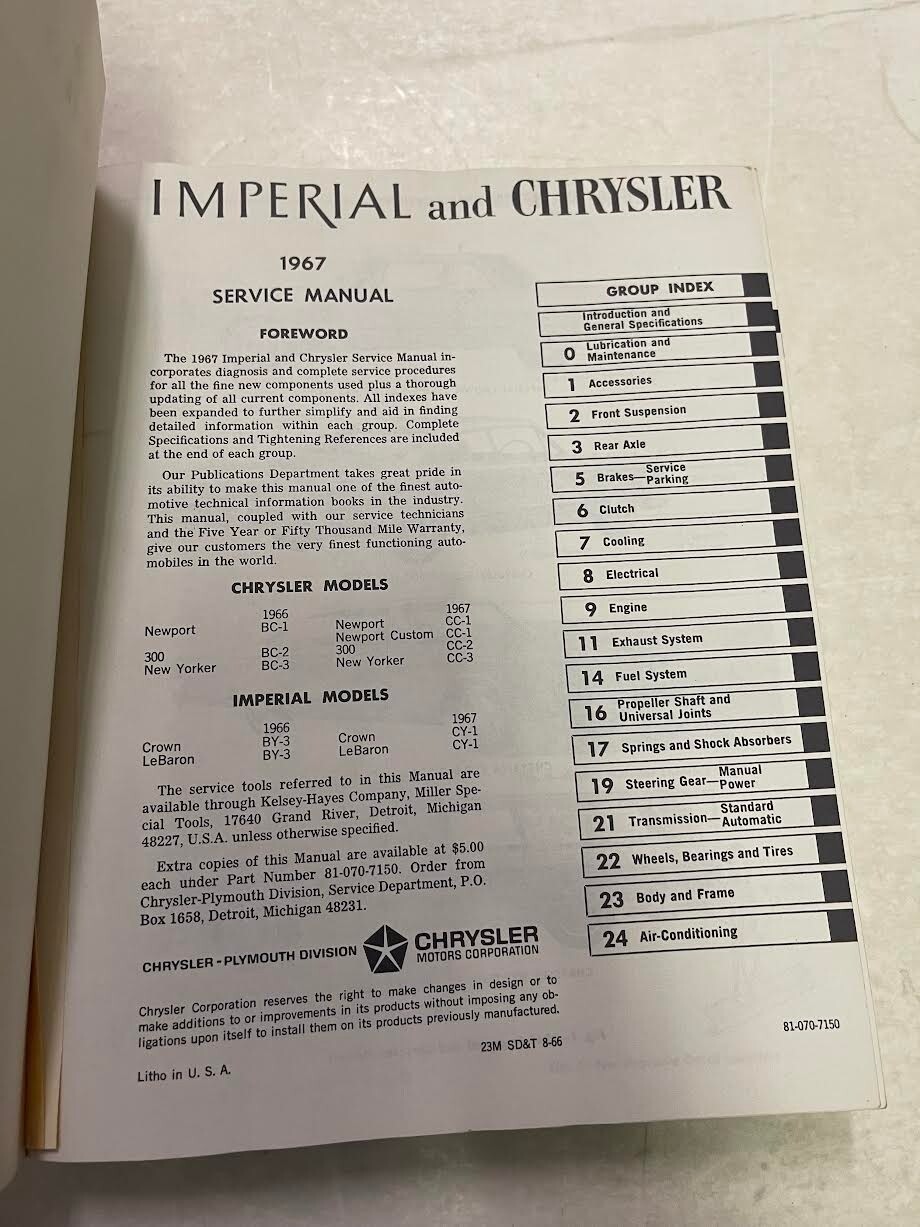 IMPERIAL and CHRYSLER
1967
SERVICE MANUAL
FOREWORD
The 1967 Imperial and Chrysler Service Manual in-
corporates diagnosis and complete service procedures
for all the fine new components used plus a thorough
updating of all current components. All indexes have
been expanded to further simplify and aid in finding
detailed information within each group. Complete
Specifications and Tightening References are included
at the end of each group.
Our Publications Department takes great pride in
its ability to make this manual one of the finest auto-
motive technical information books in the industry.
This manual, coupled with our service technicians
and the Five Year or Fifty Thousand Mile Warranty,
give our customers the very finest functioning auto-
mobiles in the world.
CHRYSLER MODELS
1966 1967
Newport BC-1 Newport CC-1
Newport Custom CC-1
300 BC-2 300 CC-2
New Yorker BC-3 New Yorker CC-3
IMPERIAL MODELS
1966 1967
Crown BY-3 Crown CY-1
LeBaron BY-3 LeBaron CY-1
The service tools referred to in this Manual are
available through Kelsey-Hayes Company, Miller Spe-
cial Tools, 17640 Grand River, Detroit, Michigan
48227, U.S.A. unless otherwise specified.
Extra copies of this Manual are available at $5.00
each under Part Number 81-070-7150. Order from
Chrysler-Plymouth Division, Service Department, P.O.
Box 1658, Detroit, Michigan 48231.
CHRYSLER-PLYMOUTH DIVISION CHRYSLER
MOTORS CORPORATION
Chrysler Corporation reserves the right to make changes in design or to
make additions to or improvements in its products without imposing any ob-
ligations upon itself to install them on its products previously manufactured.
23M SD&T 8-66
Litho in U. S. A.
GROUP INDEX
Introduction and
General Specifications
0 Lubrication and
Maintenance
1 Accessories
2 Front Suspension
3 Rear Axle
5 Brakes—Service
Parking
6 Clutch
7 Cooling
8 Electrical
9 Engine
11 Exhaust System
14 Fuel System
16 Propeller Shaft and
Universal Joints
17 Springs and Shock Absorbers
19 Steering Gear—Manual
Power
21 Transmission—Standard
Automatic
22 Wheels, Bearings and Tires
23 Body and Frame
24 Air-Conditioning
81-070-7150